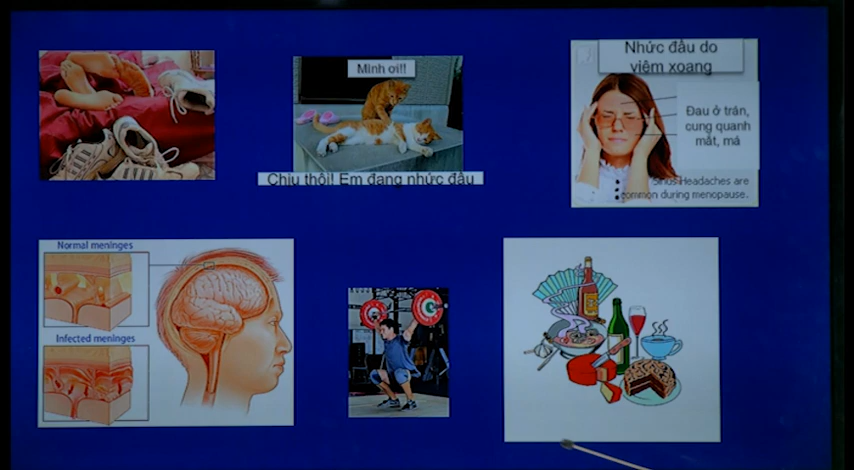 Mình ơi!!
Chịu thôi! Em đang nhức đầu
Nhức đầu do
viêm xoang
Đau ở trán,
cung quanh
mắt, má
Sinus Headaches are
common during menopause.
Normal meninges
Infected meninges